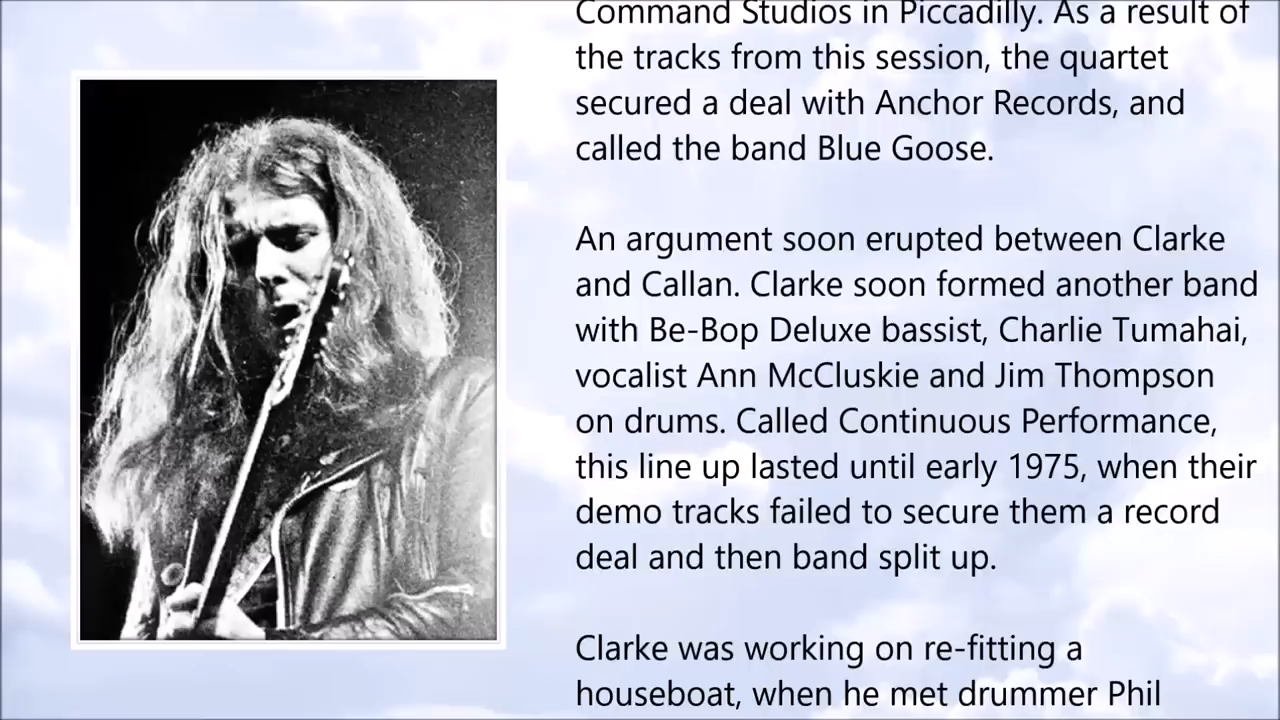 Command Studios in Piccadilly. As a result of
the tracks from this session, the quartet
secured a deal with Anchor Records, and
called the band Blue Goose.
An argument soon erupted between Clarke
and Callan. Clarke soon formed another band
with Be-Bop Deluxe bassist, Charlie Tumahai,
vocalist Ann McCluskie and Jim Thompson
on drums. Called Continuous Performance,
this line up lasted until early 1975, when their
demo tracks failed to secure them a record
deal and then band split up.
Clarke was working on re-fitting a
houseboat, when he met drummer Phil